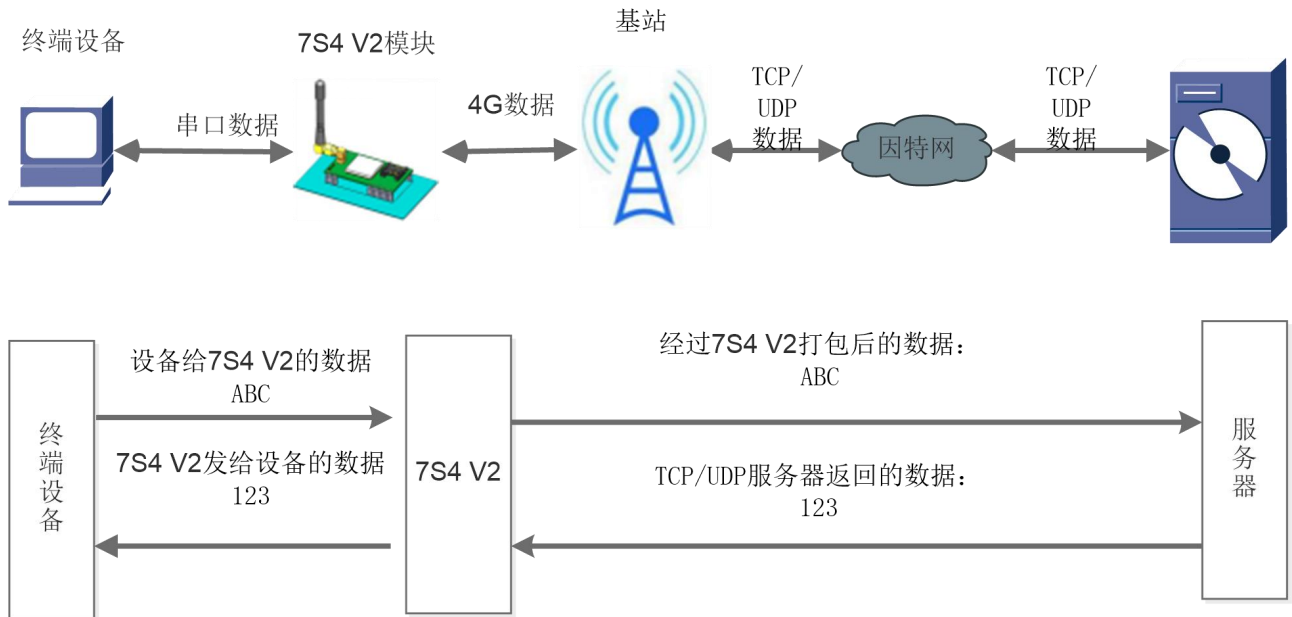 终端设备
7S4 V2模块
基站
串口数据
4G数据
TCP/
UDP
数据
因特网
TCP/
UDP
数据
设备给7S4 V2的数据
ABC
经过7S4 V2打包后的数据:
ABC
终端设备
7S4 V2发给设备的数据
123
7S4 V2
TCP/UDP服务器返回的数据:
123
服务器